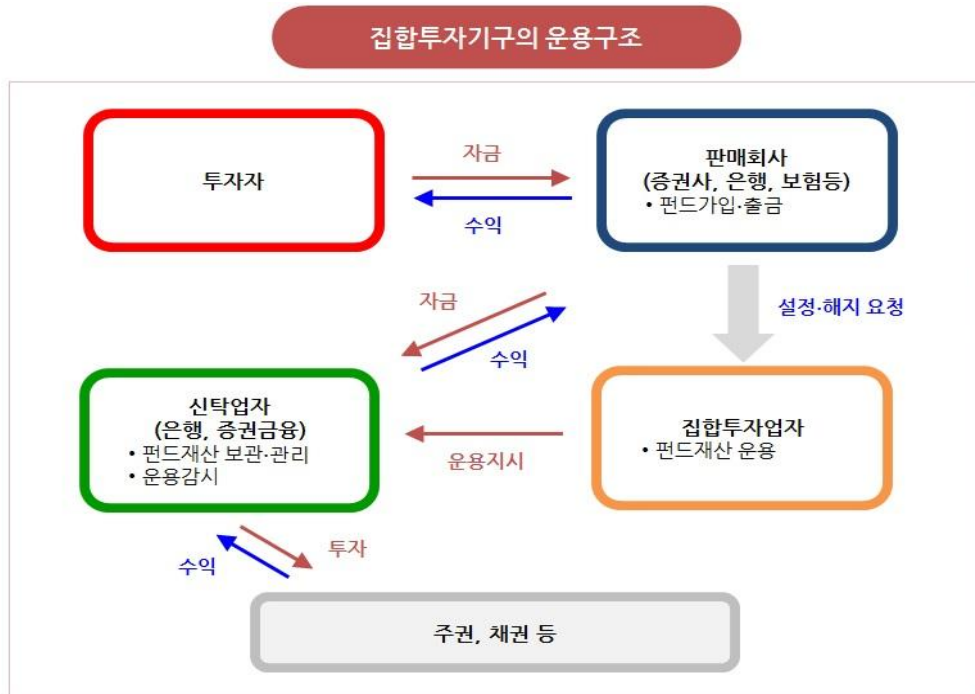 집합투자기구의 운용구조
투자자
자금
수익
판매회사
(증권사, 은행, 보험등)
• 펀드가입·출금
자금
수익
설정·해지 요청
신탁업자
(은행, 증권금융)
• 펀드재산 보관·관리
• 운용감시
운용지시
집합투자업자
• 펀드재산 운용
수익
투자
주권, 채권 등